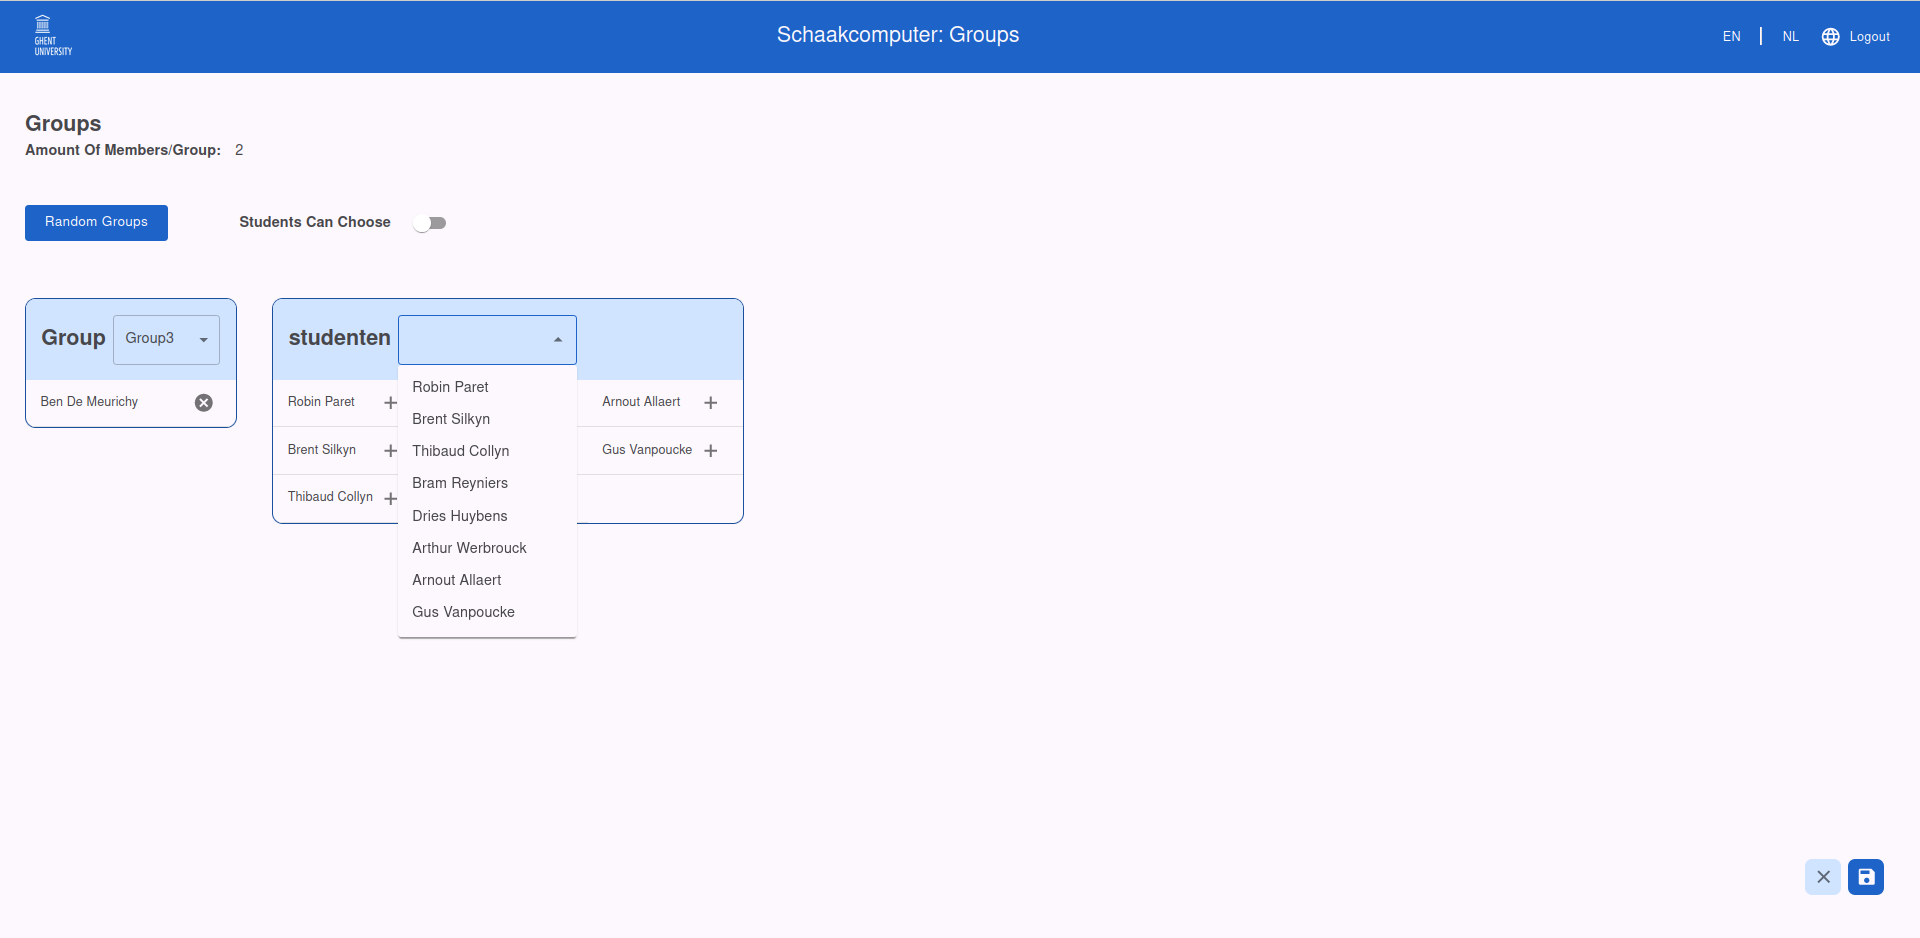 GHENT
UNIVERSITY
Schaakcomputer: Groups
EN
NL
Logout
Groups
Amount Of Members/Group: 2
Random Groups
Students Can Choose
Group
Group3
studenten
Ben De Meurichy
Robin Paret
Arnout Allaert
Brent Silkyn
Gus Vanpoucke
Thibaud Collyn
Robin Paret
Brent Silkyn
Thibaud Collyn
Bram Reyniers
Dries Huybens
Arthur Werbrouck
Arnout Allaert
Gus Vanpoucke